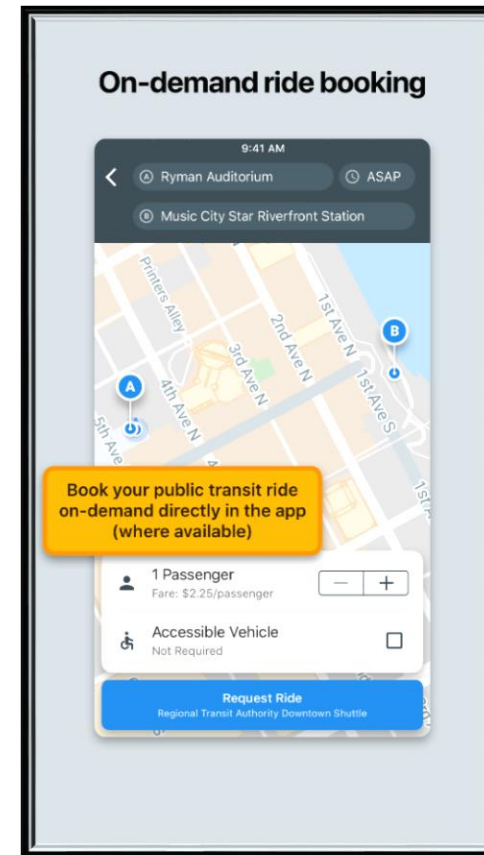 On-demand ride booking
9:41 AM
A Ryman Auditorium
ASAP
B Music City Star Riverfront Station
Printers Alley
1st Ave N
2nd Ave N
3rd Ave N
B
A
4th Ave N
1st Ave S
5th Ave
4
1st A
Book your public transit ride
on-demand directly in the app
(where available)
1 Passenger
Fare: $2.25/passenger
— +
Accessible Vehicle
Not Required
Request Ride
Regional Transit Authority Downtown Shuttle